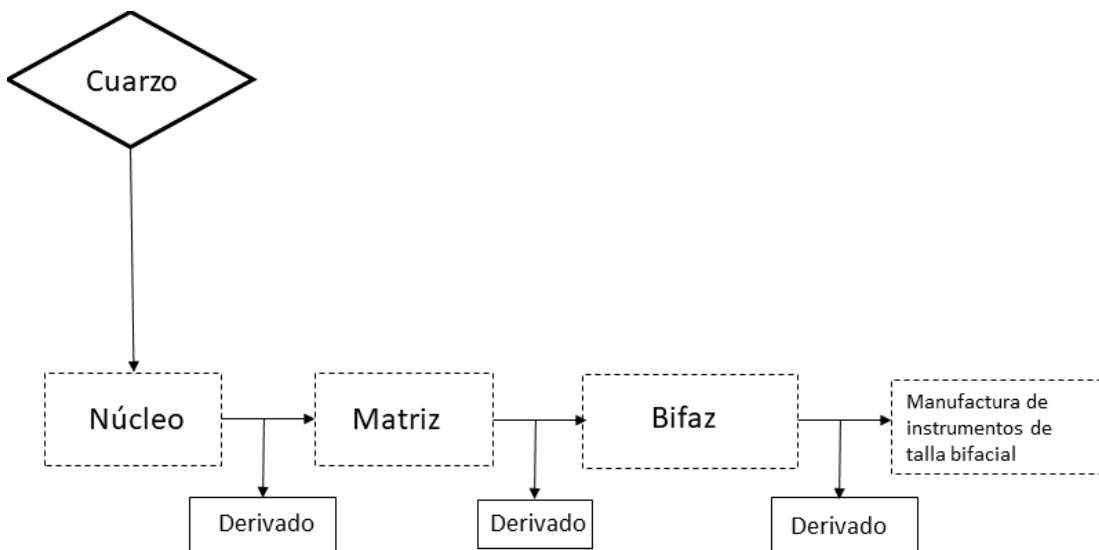 Cuarzo
Núcleo
Matriz
Bifaz
Manufactura de
instrumentos de
talla bifacial
Derivado
Derivado
Derivado